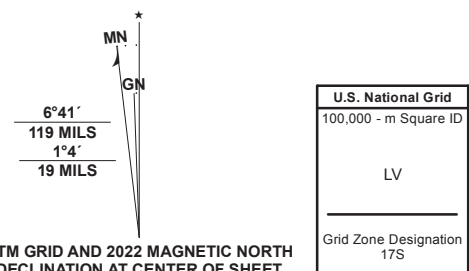 MN
GN
6°41´
119 MILS
1°4´
19 MILS
TM GRID AND 2022 MAGNETIC NORTH
DECLINATION AT CENTER OF SHEET
U.S. National Grid
100,000 - m Square ID
LV
Grid Zone Designation
17S